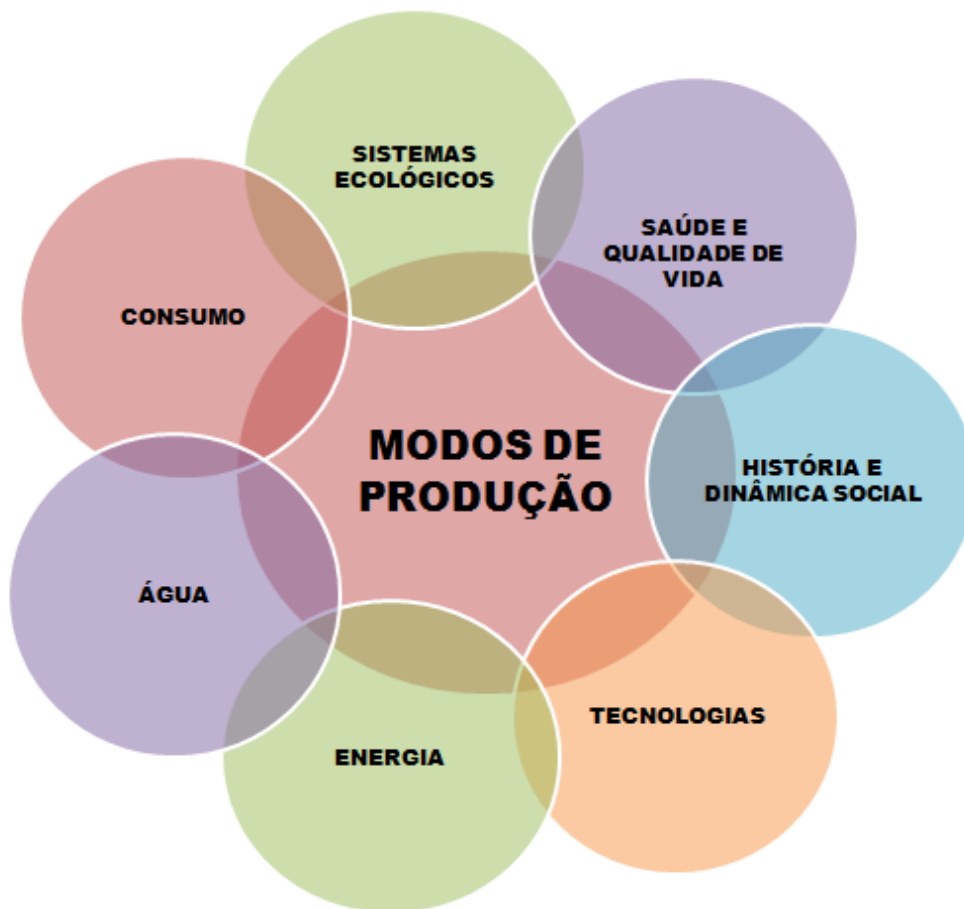 SISTEMAS
ECOLÓGICOS
SAÚDE E
QUALIDADE DE
VIDA
CONSUMO
MODOS DE
PRODUÇÃO
HISTÓRIA E
DINÂMICA SOCIAL
ÁGUA
TECNOLOGIAS
ENERGIA